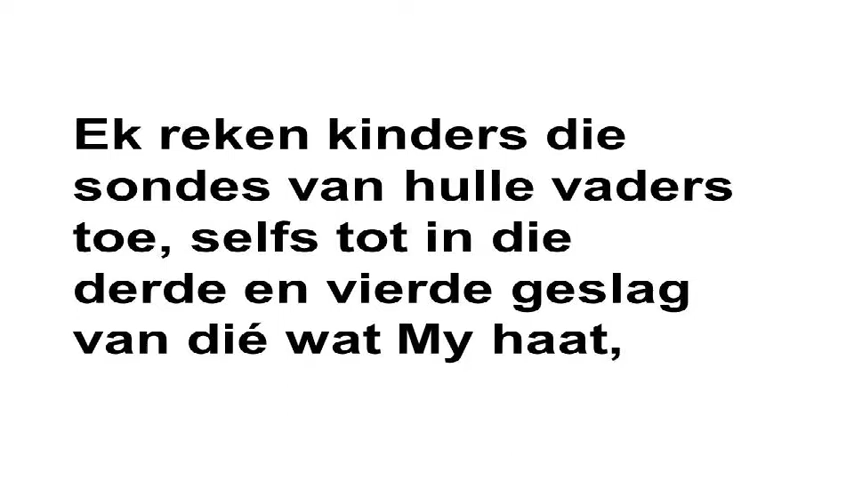 Ek reken kinders die
sondes van hulle vaders
toe, selfs tot in die
derde en vierde geslag
van dié wat My haat,